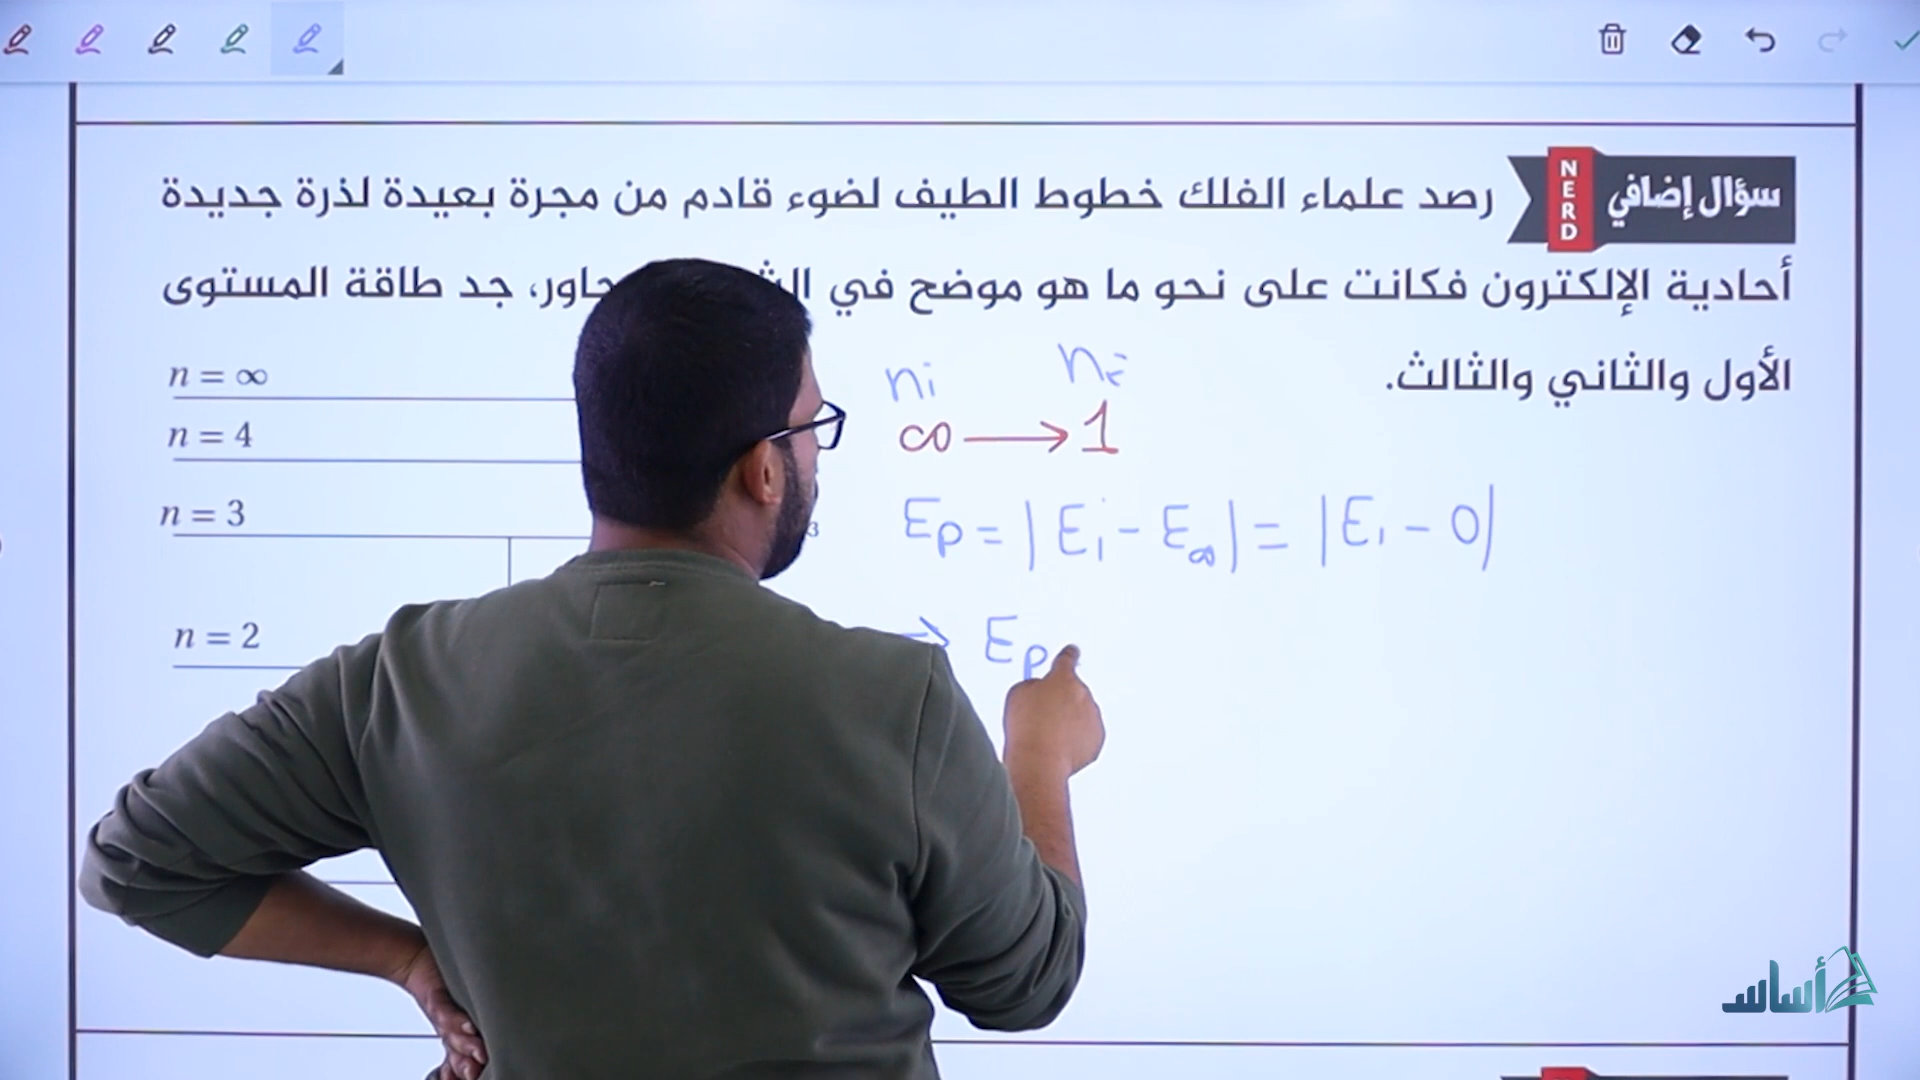 سؤال إضافي
NERD
رصد علماء الفلك خطوط الطيف لضوء قادم من مجرة بعيدة لذرة جديدة
أحادية الإلكترون فكانت على نحو ما هو موضح في جد طاقة المستوى
الأول والثاني والثالث.
n = ∞
n = 4
n = 3
n = 2
ni
∞ → 1
Ep = | E1 - E∞ | = | E1 - 0 |
⇒ Ep
3
أساس